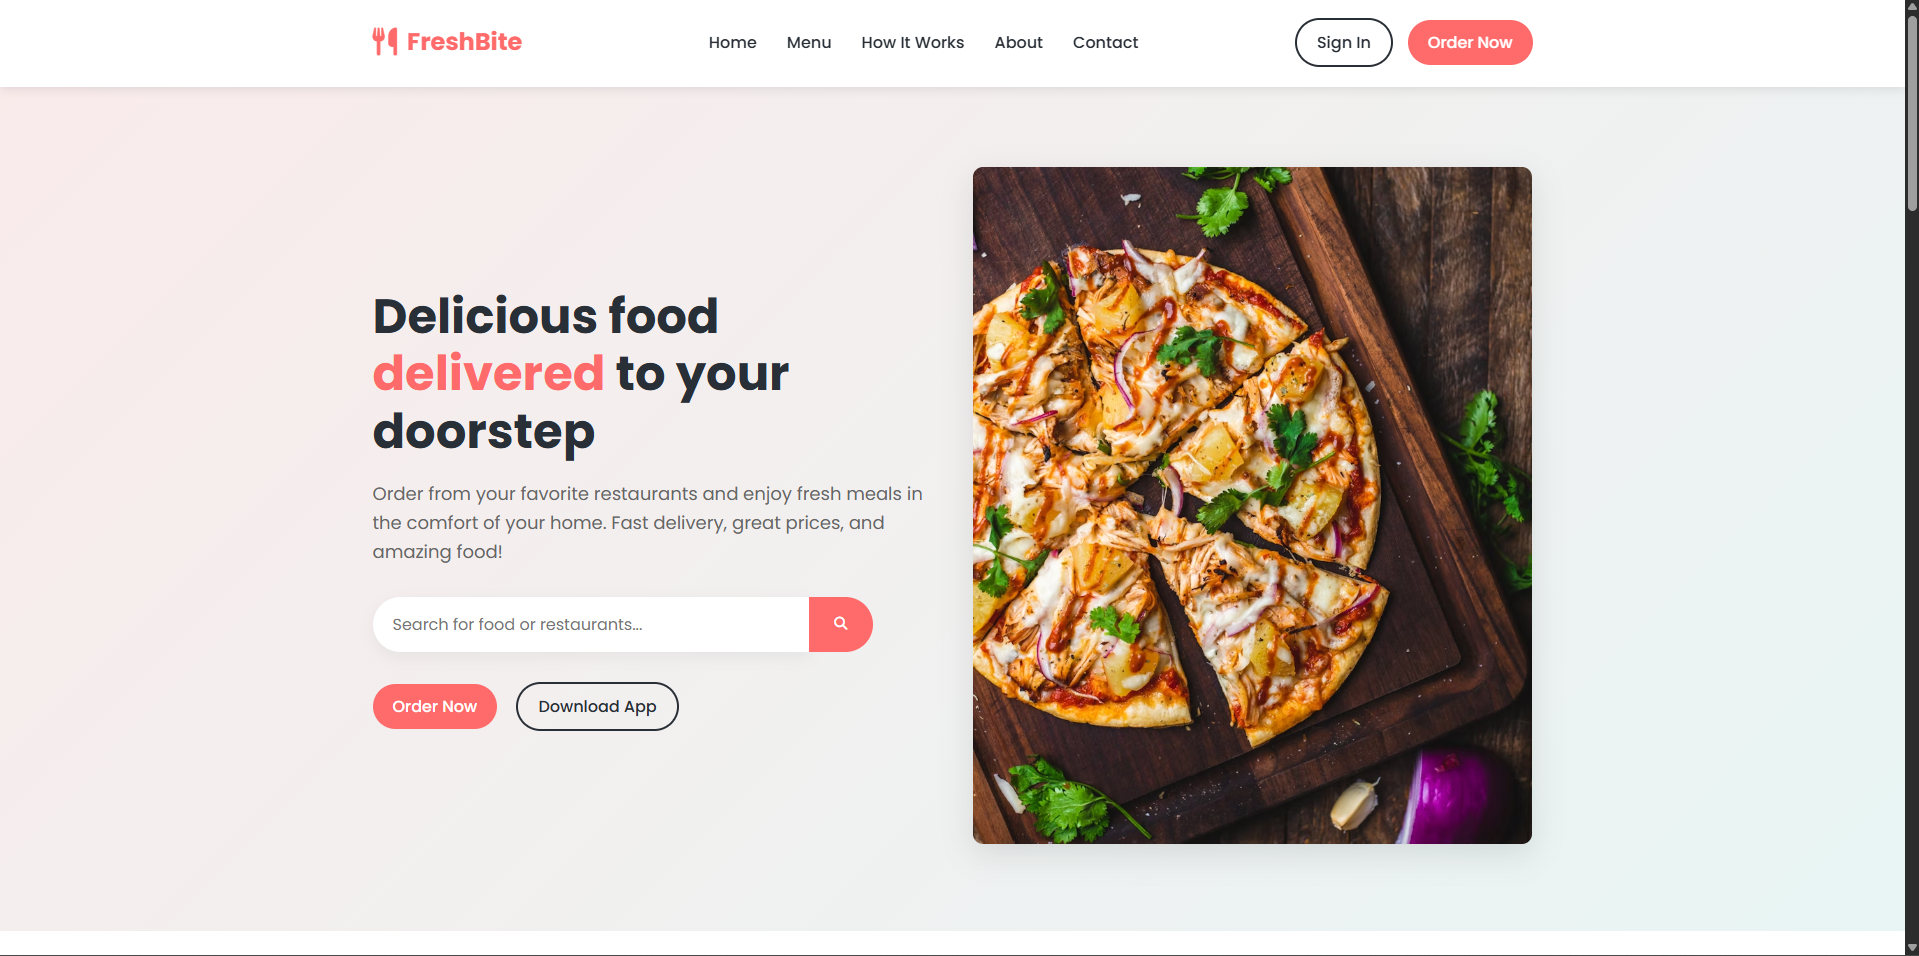 FreshBite
Home
Menu
How It Works
About
Contact
Sign In
Order Now
Delicious food
delivered to your
doorstep
Order from your favorite restaurants and enjoy fresh meals in
the comfort of your home. Fast delivery, great prices, and
amazing food!
Search for food or restaurants...
Order Now
Download App